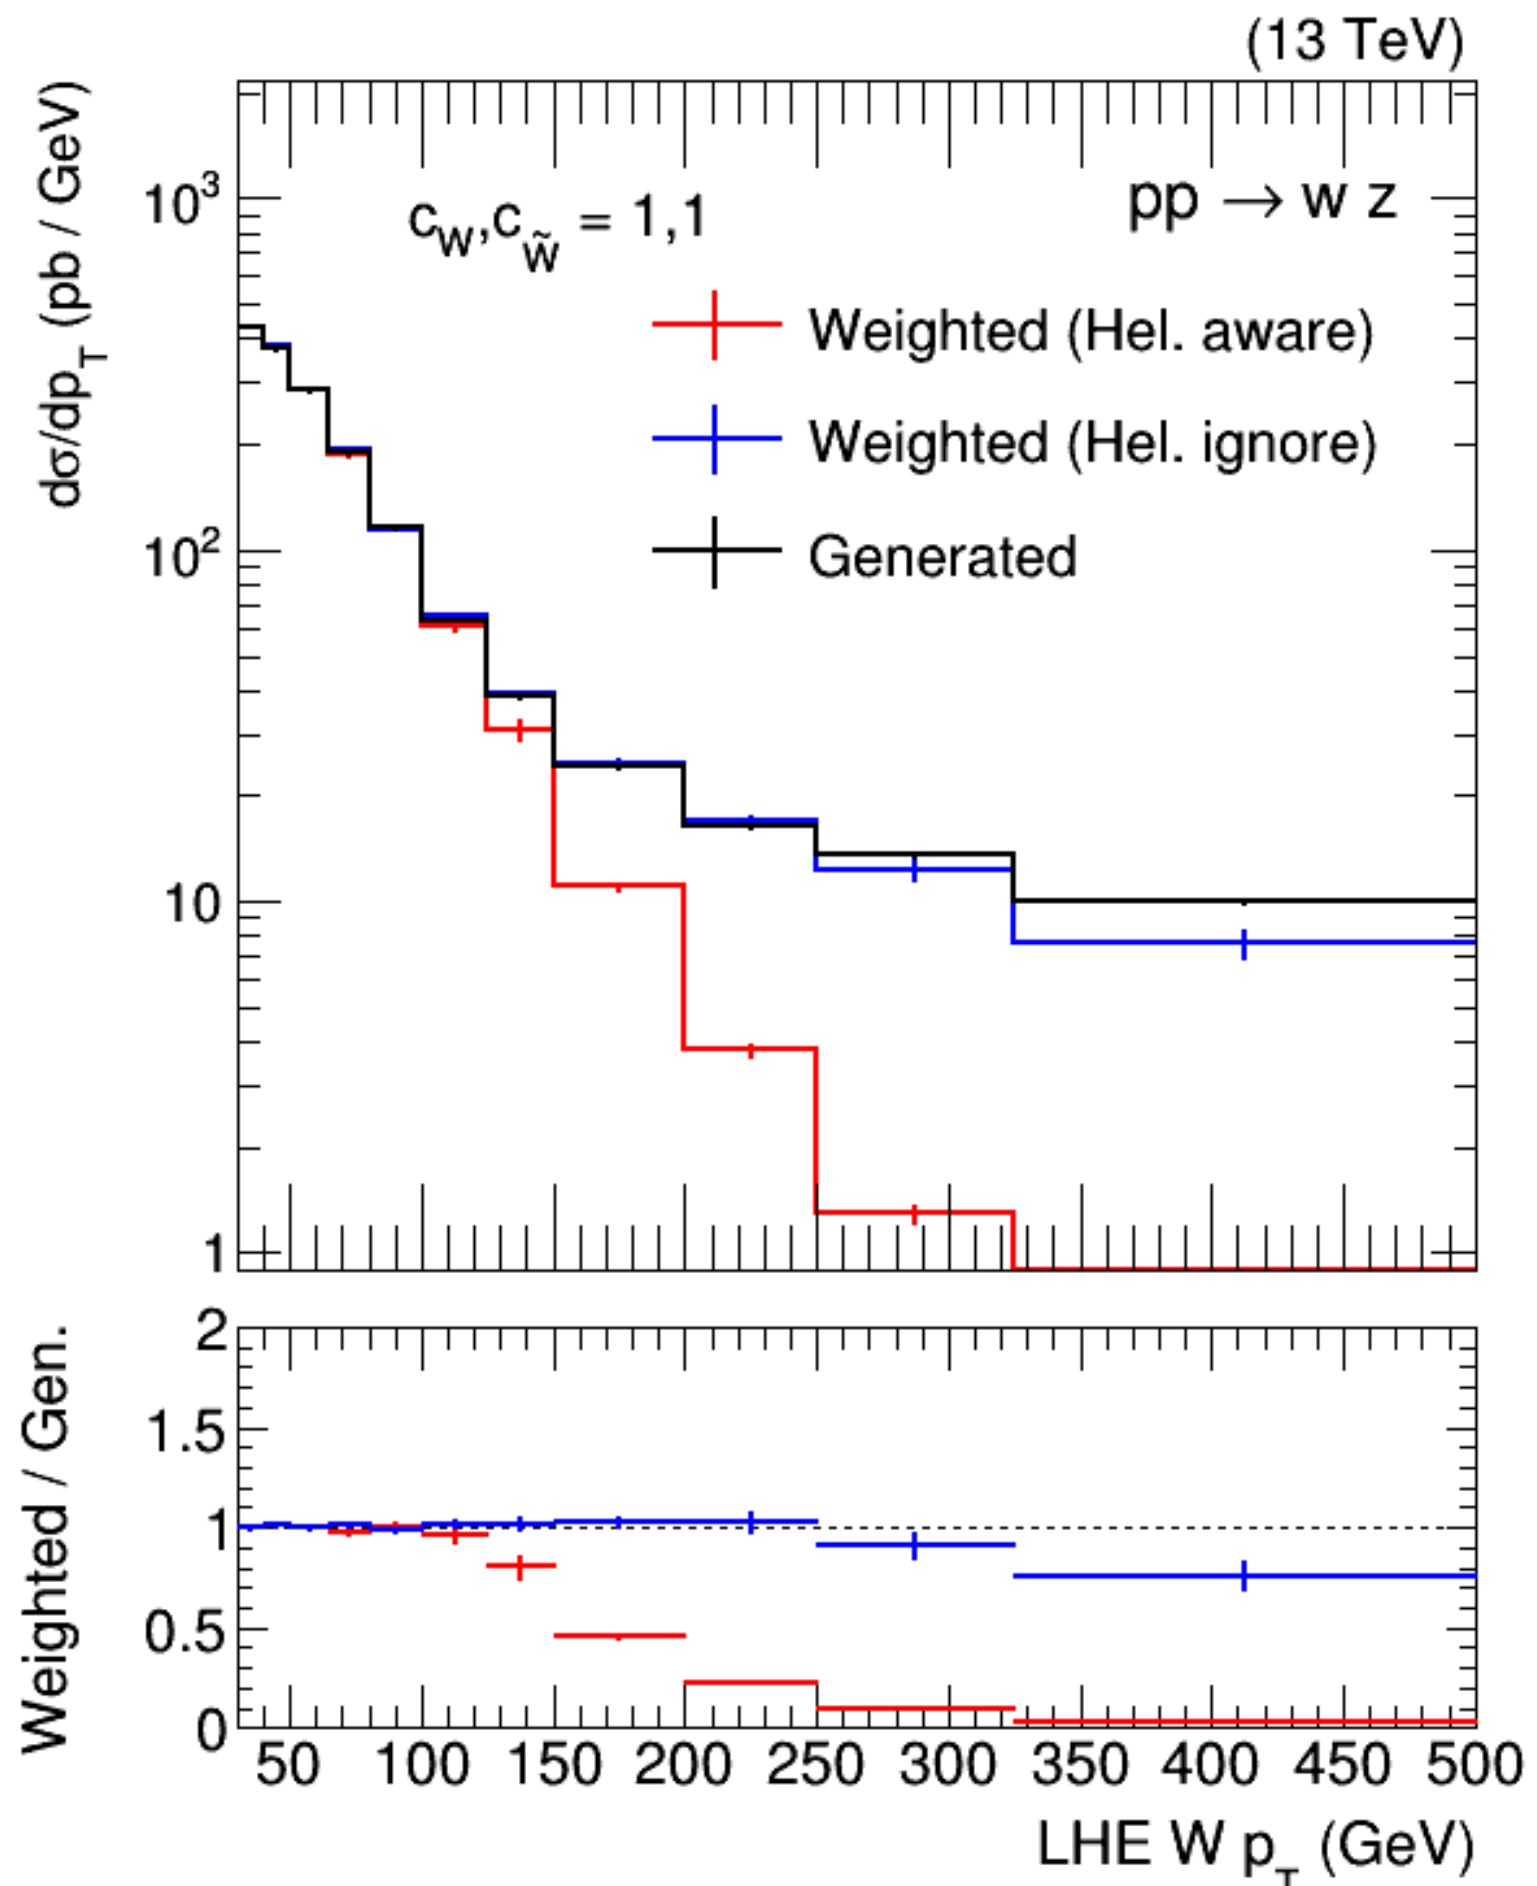 (13 TeV)
dσ/dp_T (pb / GeV)
10³
10²
10
1
c_W,c_W̃ = 1,1
pp → w z
Weighted (Hel. aware)
Weighted (Hel. ignore)
Generated
Weighted / Gen.
2
1.5
1
0.5
0
50 100 150 200 250 300 350 400 450 500
LHE W p_T (GeV)